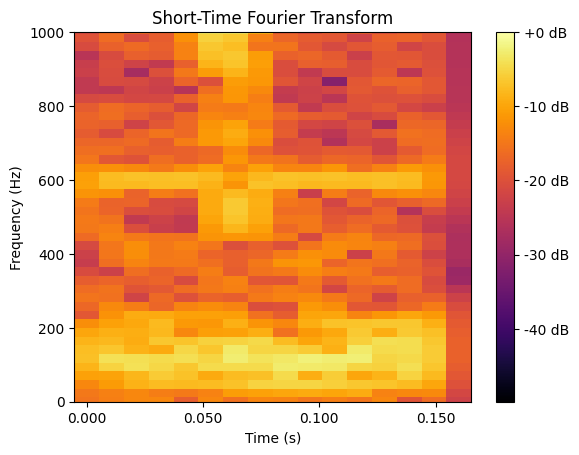 Short-Time Fourier Transform
1000
800
600
400
200
0
Frequency (Hz)
0.000
0.050
0.100
0.150
Time (s)
+0 dB
-10 dB
-20 dB
-30 dB
-40 dB